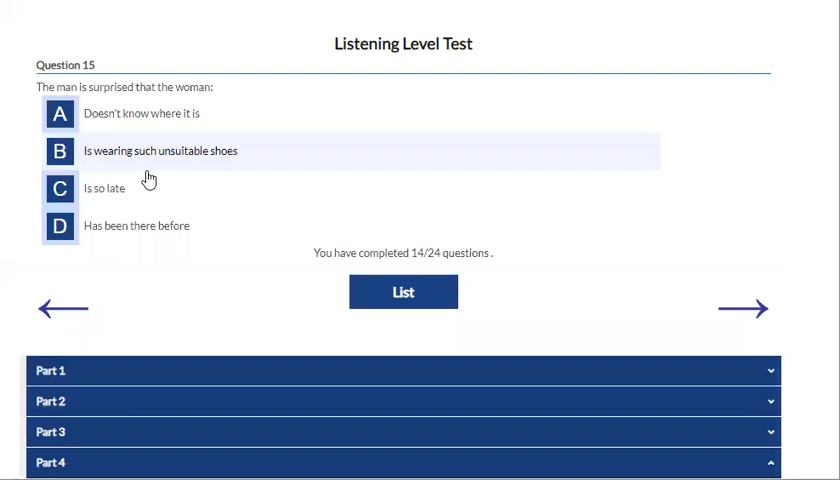 Listening Level Test
Question 15
The man is surprised that the woman:
A Doesn't know where it is
B Is wearing such unsuitable shoes
C Is so late
D Has been there before
You have completed 14/24 questions .
List
Part 1
Part 2
Part 3
Part 4